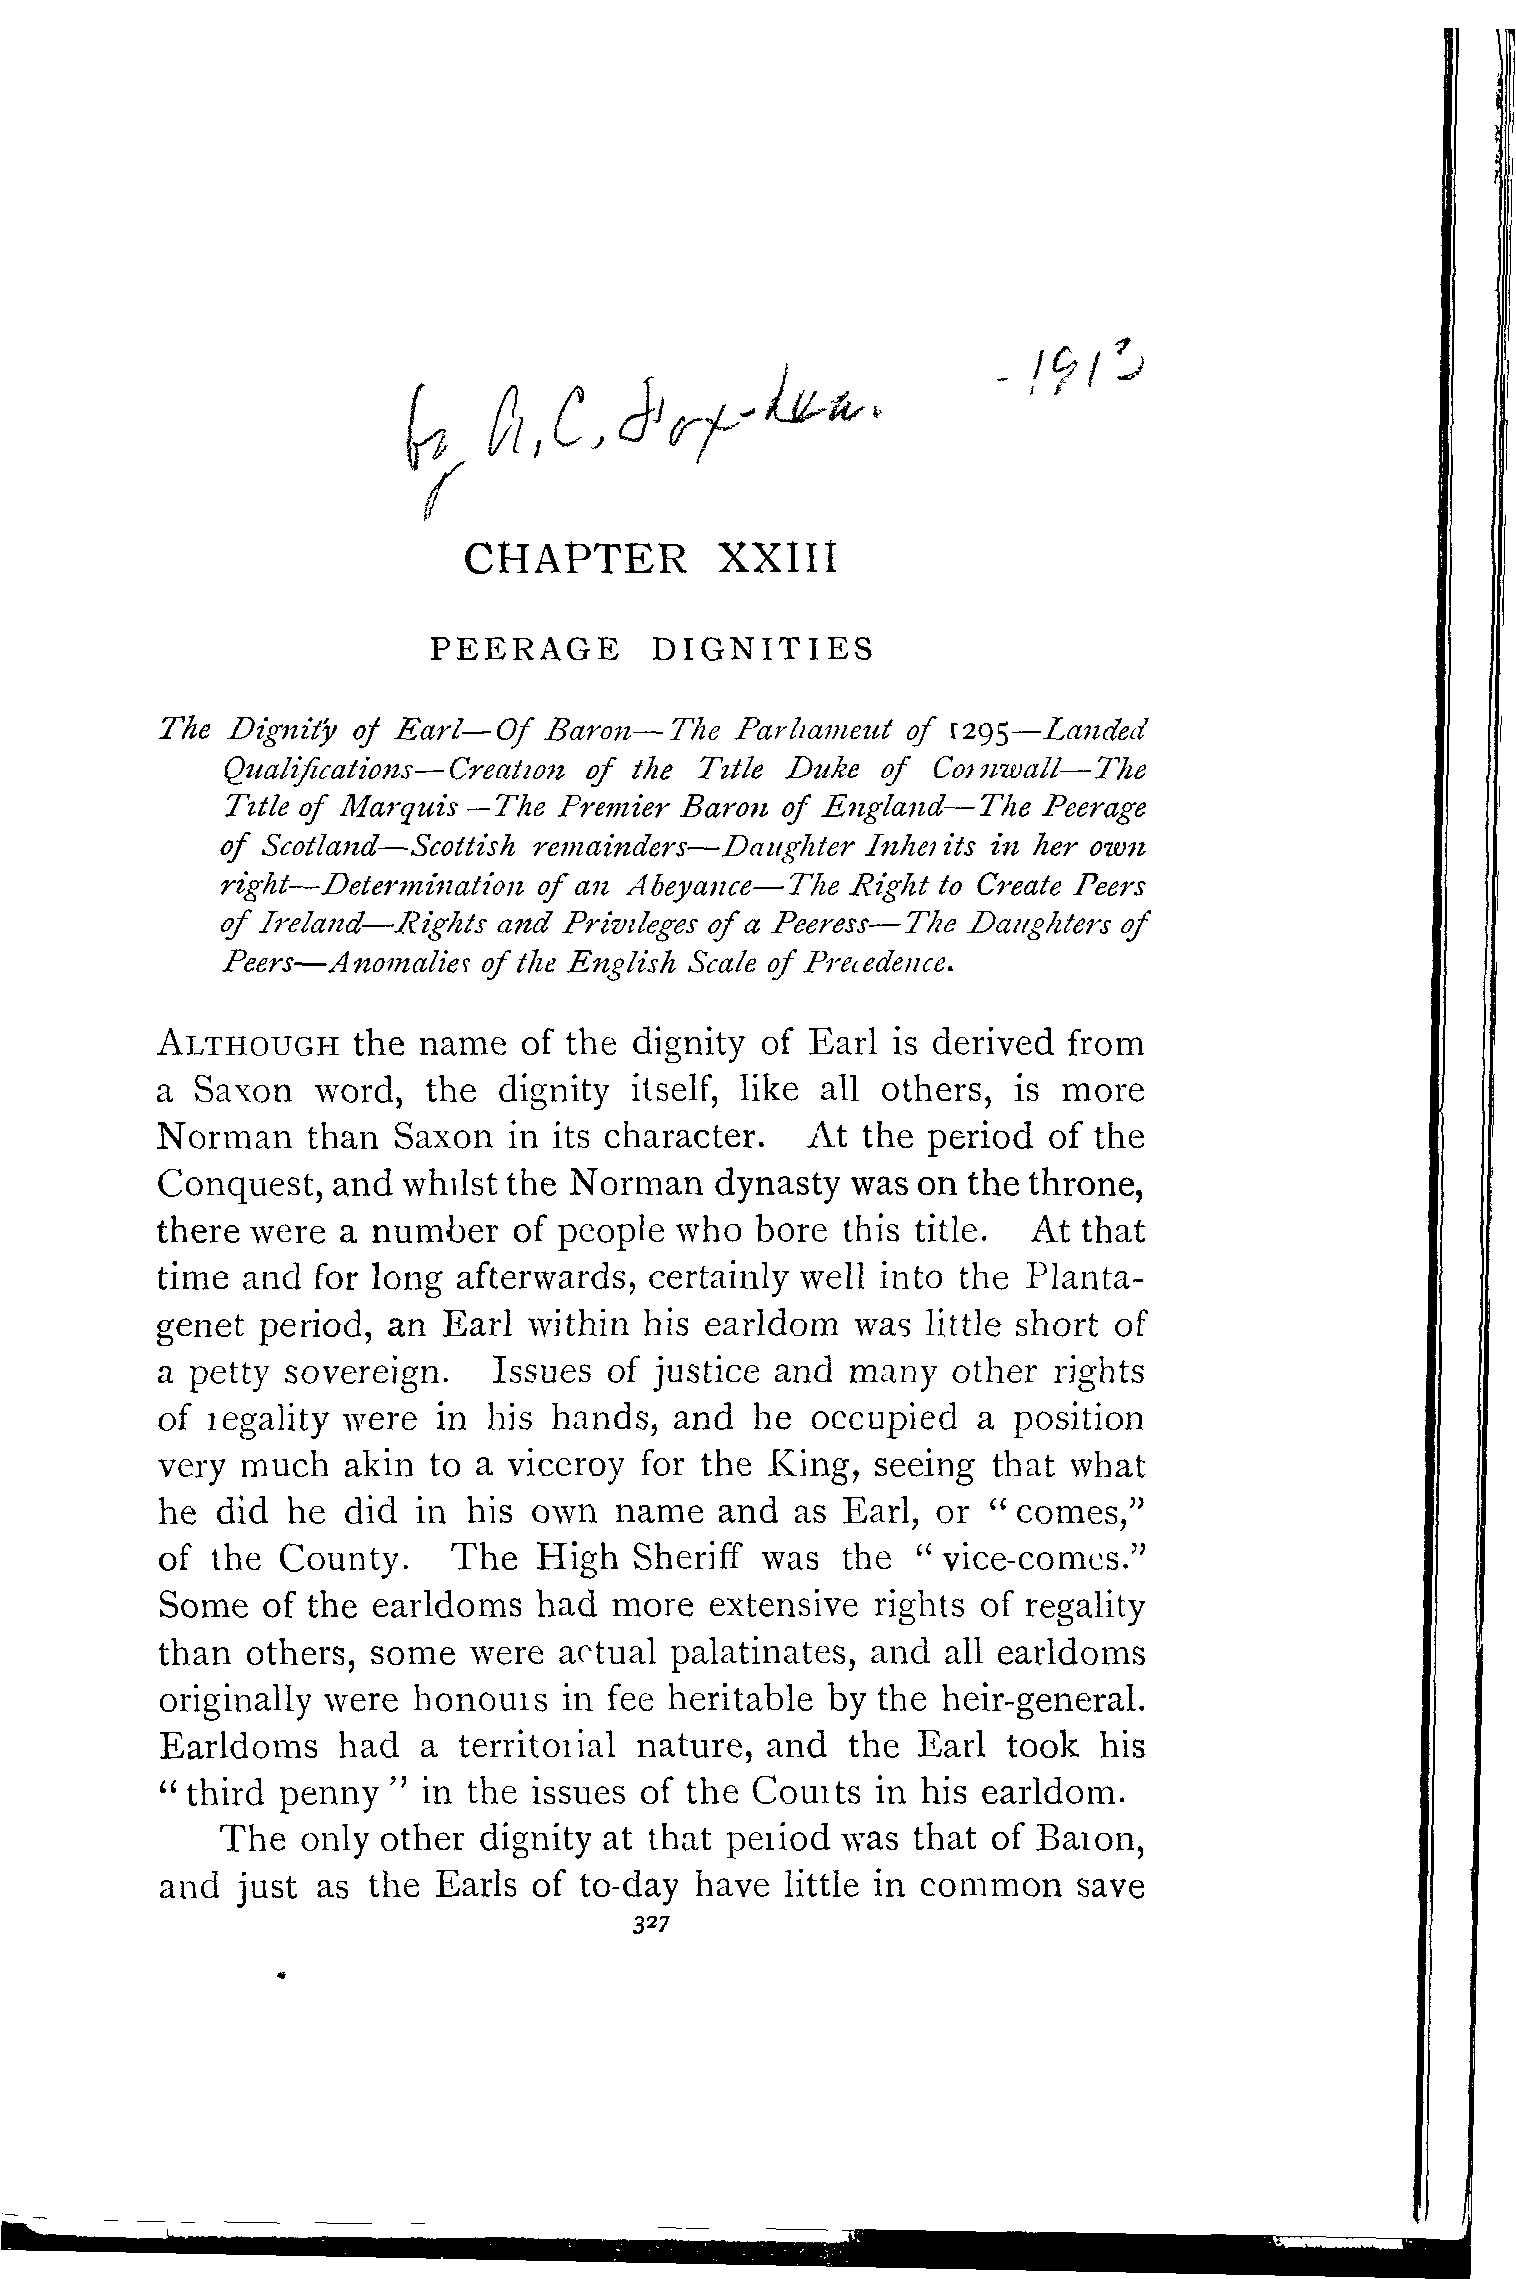 - 1913
by A. C. Fox-
CHAPTER XXIII
PEERAGE DIGNITIES
The Dignity of Earl—Of Baron—The Parliament of 1295—Landed
Qualifications—Creation of the Title Duke of Cornwall—The
Title of Marquis—The Premier Baron of England—The Peerage
of Scotland—Scottish remainders—Daughter Inherits in her own
right—Determination of an Abeyance—The Right to Create Peers
of Ireland—Rights and Privileges of a Peeress—The Daughters of
Peers—Anomalies of the English Scale of Precedence.
ALTHOUGH the name of the dignity of Earl is derived from
a Saxon word, the dignity itself, like all others, is more
Norman than Saxon in its character. At the period of the
Conquest, and whilst the Norman dynasty was on the throne,
there were a number of people who bore this title. At that
time and for long afterwards, certainly well into the Planta-
genet period, an Earl within his earldom was little short of
a petty sovereign. Issues of justice and many other rights
of regality were in his hands, and he occupied a position
very much akin to a viceroy for the King, seeing that what
he did he did in his own name and as Earl, or "comes,"
of the County. The High Sheriff was the "vice-comes."
Some of the earldoms had more extensive rights of regality
than others, some were actual palatinates, and all earldoms
originally were honours in fee heritable by the heir-general.
Earldoms had a territorial nature, and the Earl took his
"third penny" in the issues of the Courts in his earldom.
The only other dignity at that period was that of Baron,
and just as the Earls of to-day have little in common save
327